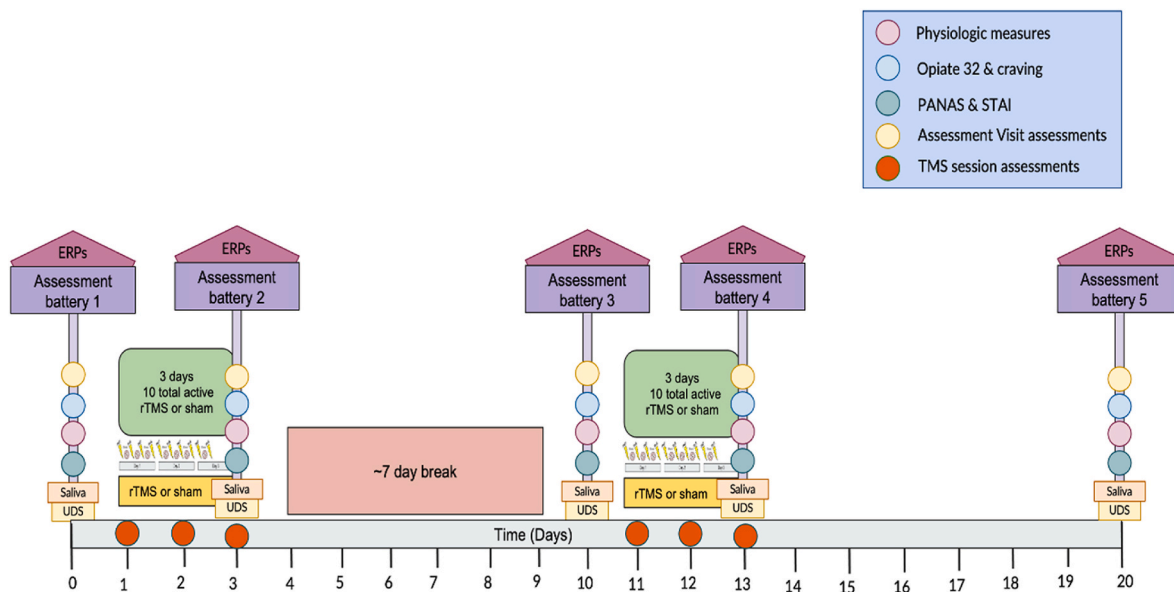 Physiologic measures
Opiate 32 & craving
PANAS & STAI
Assessment Visit assessments
TMS session assessments
ERPs
Assessment
battery 1
ERPs
Assessment
battery 2
ERPs
Assessment
battery 3
ERPs
Assessment
battery 4
ERPs
Assessment
battery 5
3 days
10 total active
rTMS or sham
3 days
10 total active
rTMS or sham
~7 day break
rTMS or sham
rTMS or sham
Saliva
UDS
Saliva
UDS
Saliva
UDS
Saliva
UDS
Saliva
UDS
Time (Days)
0 1 2 3 4 5 6 7 8 9 10 11 12 13 14 15 16 17 18 19 20